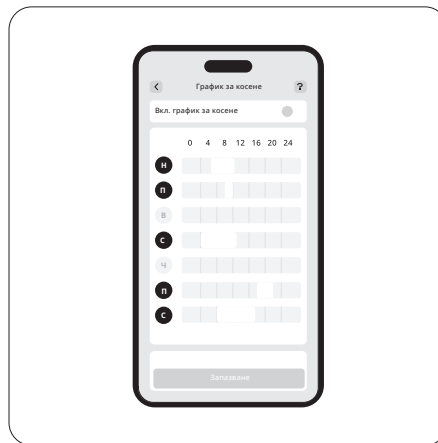 График за косене ?
Вкл. график за косене
0 4 8 12 16 20 24
Н
П
В
С
Ч
П
С
Запазване